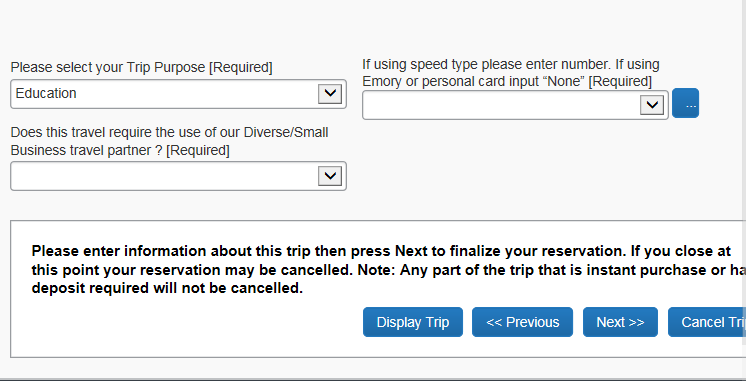 Please select your Trip Purpose [Required]
Education
If using speed type please enter number. If using
Emory or personal card input “None” [Required]
...
Does this travel require the use of our Diverse/Small
Business travel partner ? [Required]
Please enter information about this trip then press Next to finalize your reservation. If you close at
this point your reservation may be cancelled. Note: Any part of the trip that is instant purchase or
deposit required will not be cancelled.
Display Trip
<< Previous
Next >>
Cancel